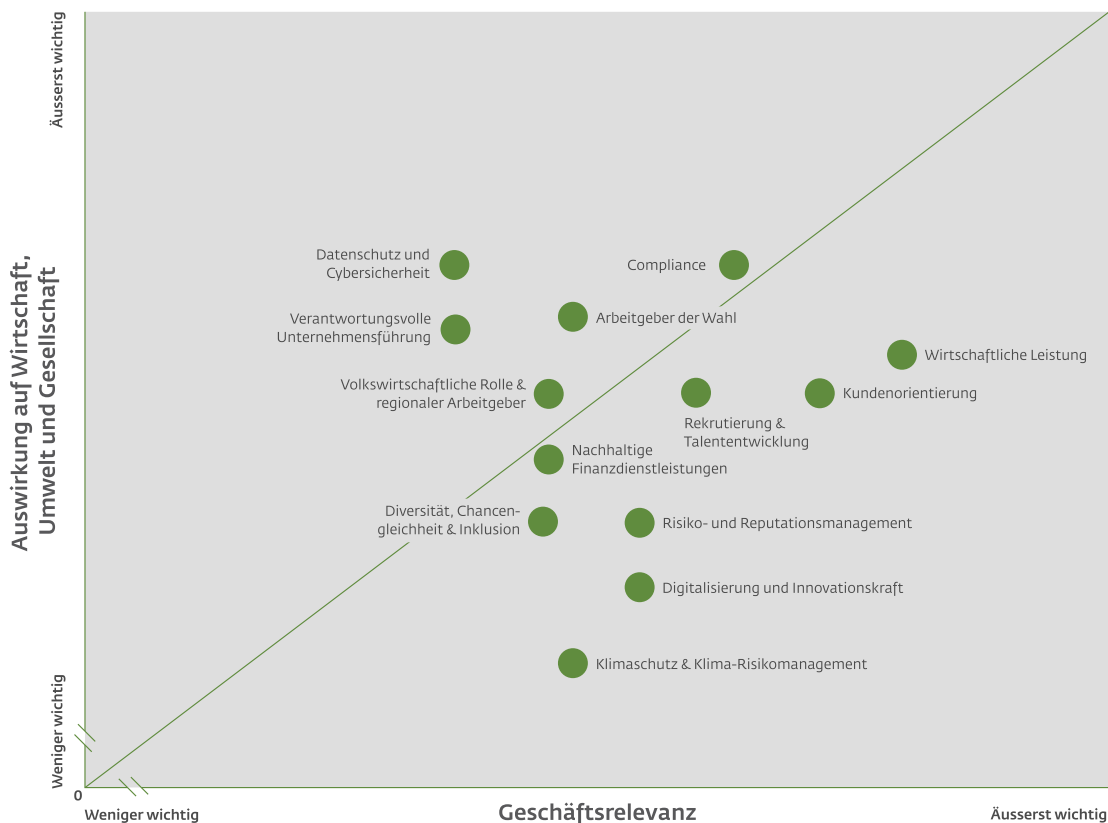 Äusserst wichtig
Auswirkung auf Wirtschaft,
Umwelt und Gesellschaft
Weniger wichtig
Datenschutz und
Cybersicherheit
Compliance
Verantwortungsvolle
Unternehmensführung
Arbeitgeber der Wahl
Wirtschaftliche Leistung
Volkswirtschaftliche Rolle &
regionaler Arbeitgeber
Kundenorientierung
Rekrutierung &
Talententwicklung
Nachhaltige
Finanzdienstleistungen
Diversität, Chancen-
gleichheit & Inklusion
Risiko- und Reputationsmanagement
Digitalisierung und Innovationskraft
Klimaschutz & Klima-Risikomanagement
0
Weniger wichtig
Geschäftsrelevanz
Äusserst wichtig